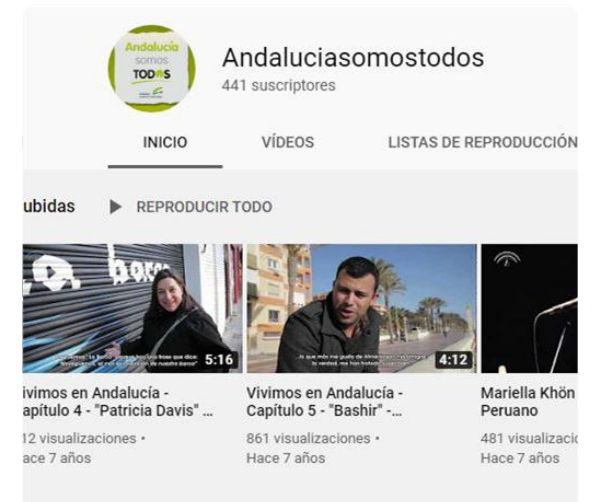 Andalucía
somos
TODOS
Andaluciasomostodos
441 suscriptores
INICIO VÍDEOS LISTAS DE REPRODUCCIÓN
ubidas REPRODUCIR TODO
5:16
4:12
ivimos en Andalucía - Vivimos en Andalucía - Mariella Khön
apítulo 4 - "Patricia Davis" ... Capítulo 5 - "Bashir" -... Peruano
12 visualizaciones • 861 visualizaciones • 481 visualizacio
ace 7 años Hace 7 años Hace 7 años